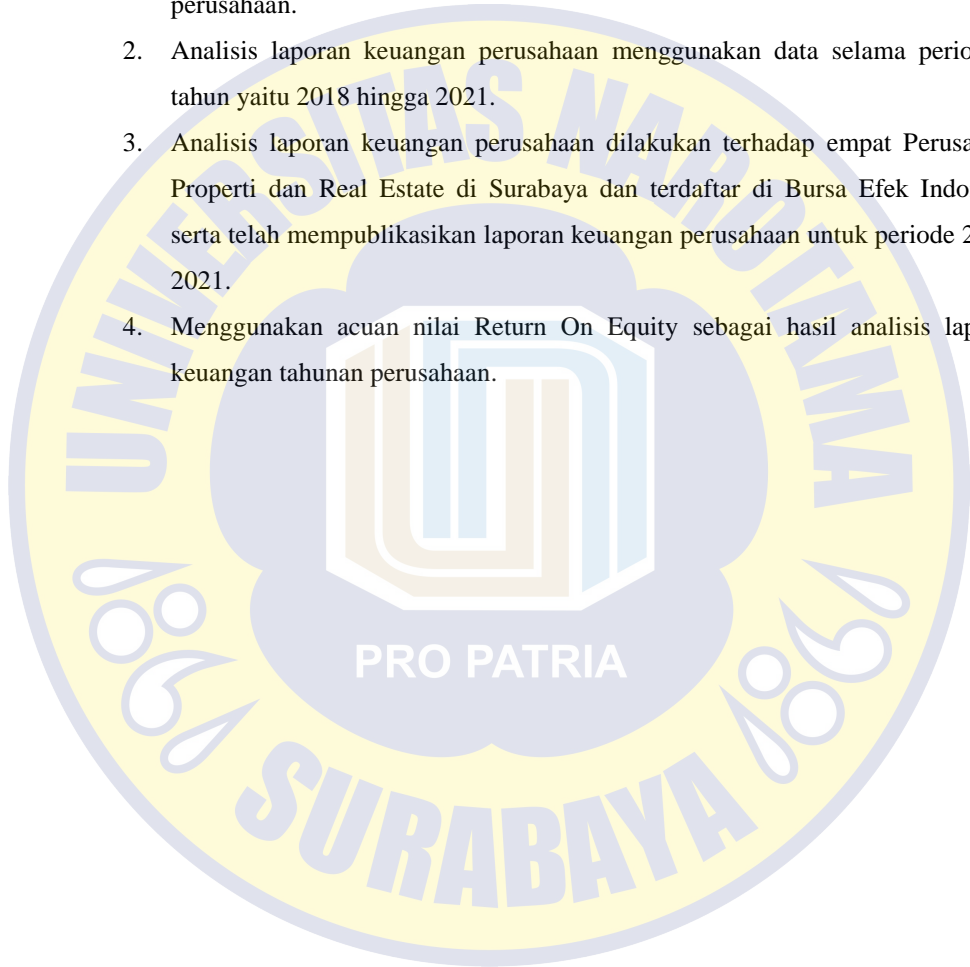 perusahaan.
2. Analisis laporan keuangan perusahaan menggunakan data selama perio
tahun yaitu 2018 hingga 2021.
3. Analisis laporan keuangan perusahaan dilakukan terhadap empat Perusa
Properti dan Real Estate di Surabaya dan terdaftar di Bursa Efek Indo
serta telah mempublikasikan laporan keuangan perusahaan untuk periode 2
2021.
4. Menggunakan acuan nilai Return On Equity sebagai hasil analisis lap
keuangan tahunan perusahaan.
UNIVERSITAS NAROTAMA
PRO PATRIA
SURABAYA